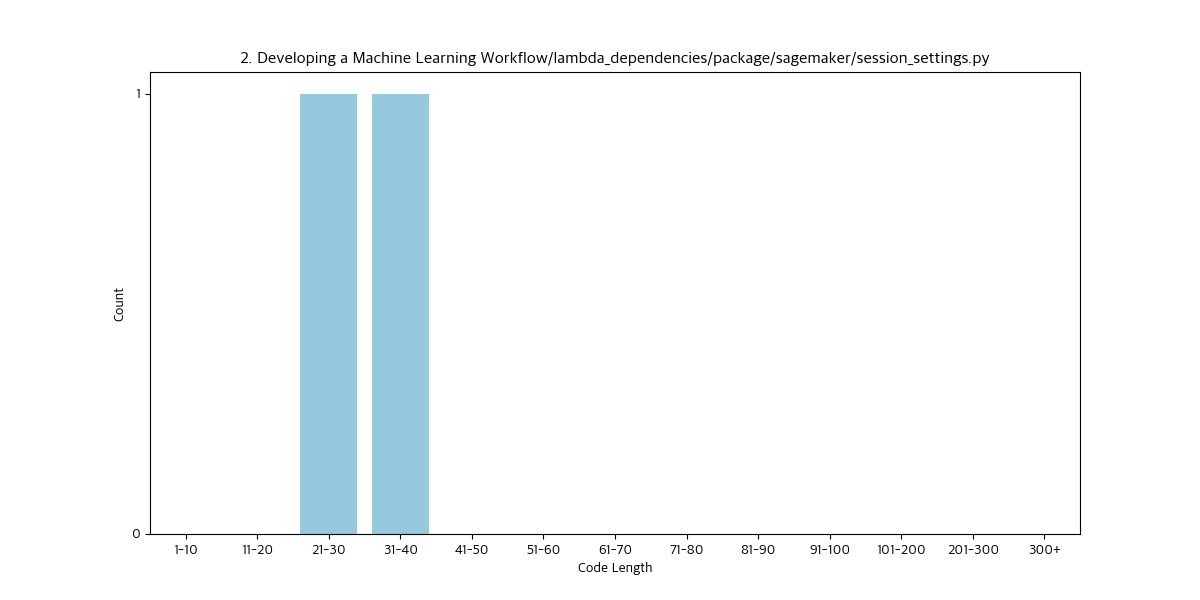 2. Developing a Machine Learning Workflow/lambda_dependencies/package/sagemaker/session_settings.py
1
Count
0
1-10 11-20 21-30 31-40 41-50 51-60 61-70 71-80 81-90 91-100 101-200 201-300 300+
Code Length